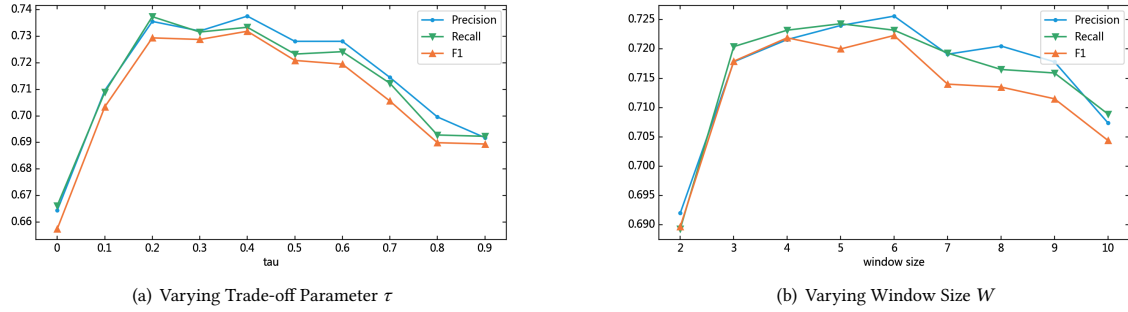 0.74
0.73
0.72
0.71
0.70
0.69
0.68
0.67
0.66
0 0.1 0.2 0.3 0.4 0.5 0.6 0.7 0.8 0.9
tau
Precision
Recall
F1
(a) Varying Trade-off Parameter τ
0.725
0.720
0.715
0.710
0.705
0.700
0.695
0.690
2 3 4 5 6 7 8 9 10
window size
Precision
Recall
F1
(b) Varying Window Size W